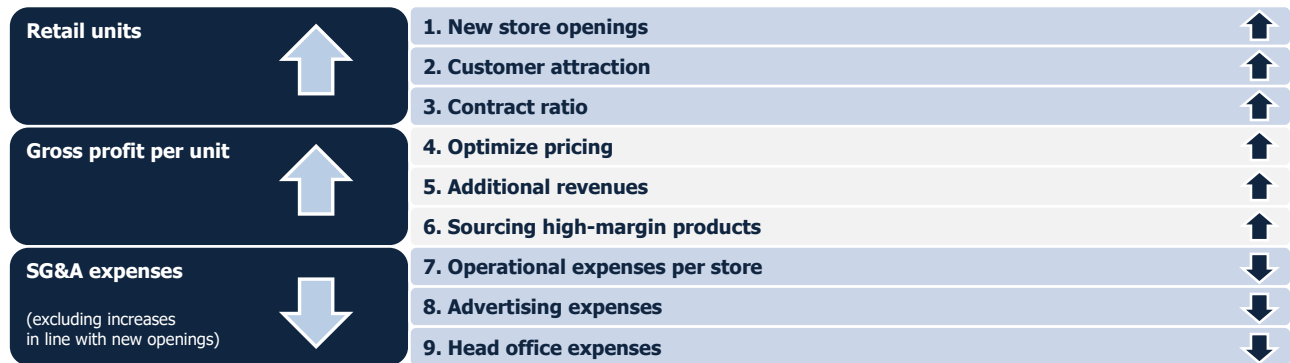 Retail units
1. New store openings
2. Customer attraction
3. Contract ratio
Gross profit per unit
4. Optimize pricing
5. Additional revenues
6. Sourcing high-margin products
SG&A expenses
(excluding increases
in line with new openings)
7. Operational expenses per store
8. Advertising expenses
9. Head office expenses